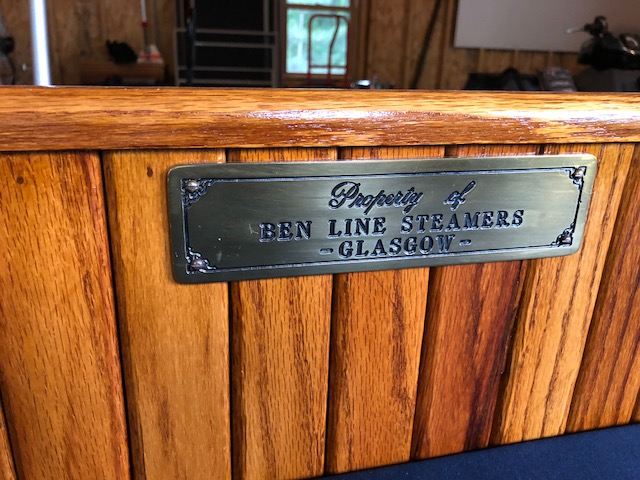 Property of
BEN LINE STEAMERS
-GLASGOW-